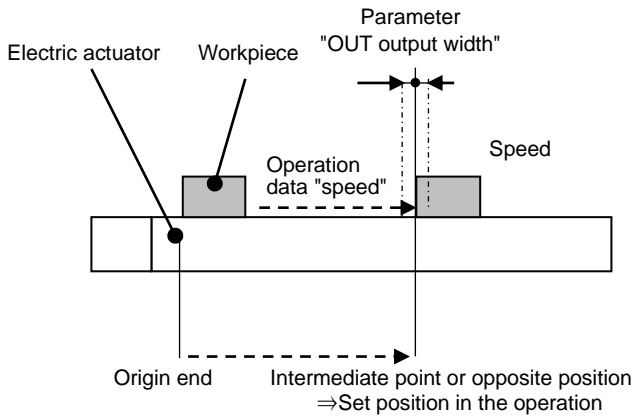 Parameter
"OUT output width"
Electric actuator
Workpiece
Speed
Operation
data "speed"
Origin end
Intermediate point or opposite position
⇒Set position in the operation